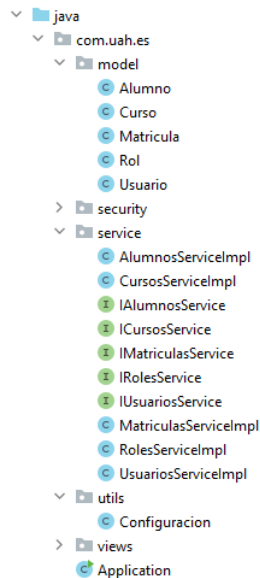 java
com.uah.es
model
C Alumno
C Curso
C Matricula
C Rol
C Usuario
security
service
C AlumnosServiceImpl
C CursosServiceImpl
I IAlumnosService
I ICursosService
I IMatriculasService
I IRolesService
I IUsuariosService
C MatriculasServiceImpl
C RolesServiceImpl
C UsuariosServiceImpl
utils
C Configuracion
views
C Application